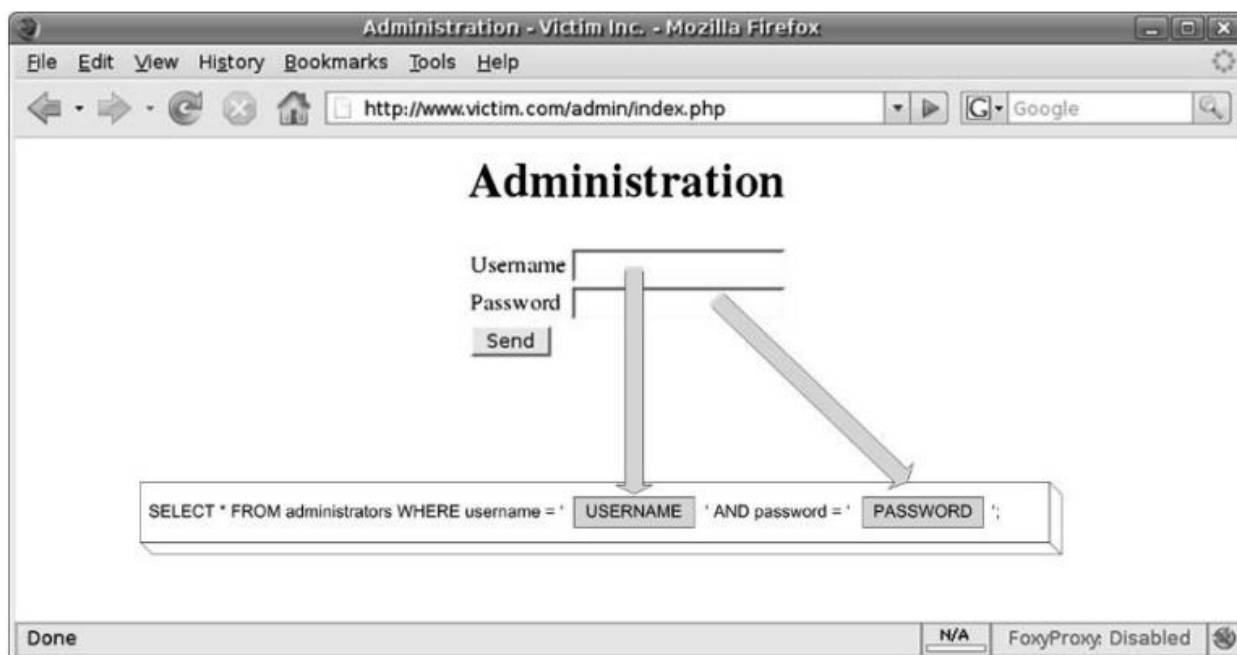 Administration - Victim Inc. - Mozilla Firefox
File Edit View History Bookmarks Tools Help
http://www.victim.com/admin/index.php G Google
Administration
Username
Password
Send
SELECT * FROM administrators WHERE username = ' USERNAME ' AND password = ' PASSWORD ';
Done N/A FoxyProxy: Disabled